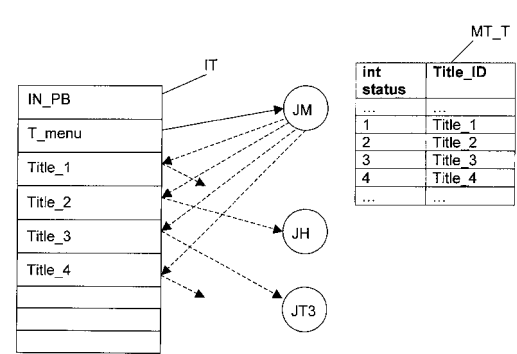 MT_T
IT
int status
Title_ID
IN_PB
...
...
T_menu
JM
1
Title_1
2
Title_2
Title_1
3
Title_3
4
Title_4
Title_2
...
...
Title_3
JH
Title_4
JT3